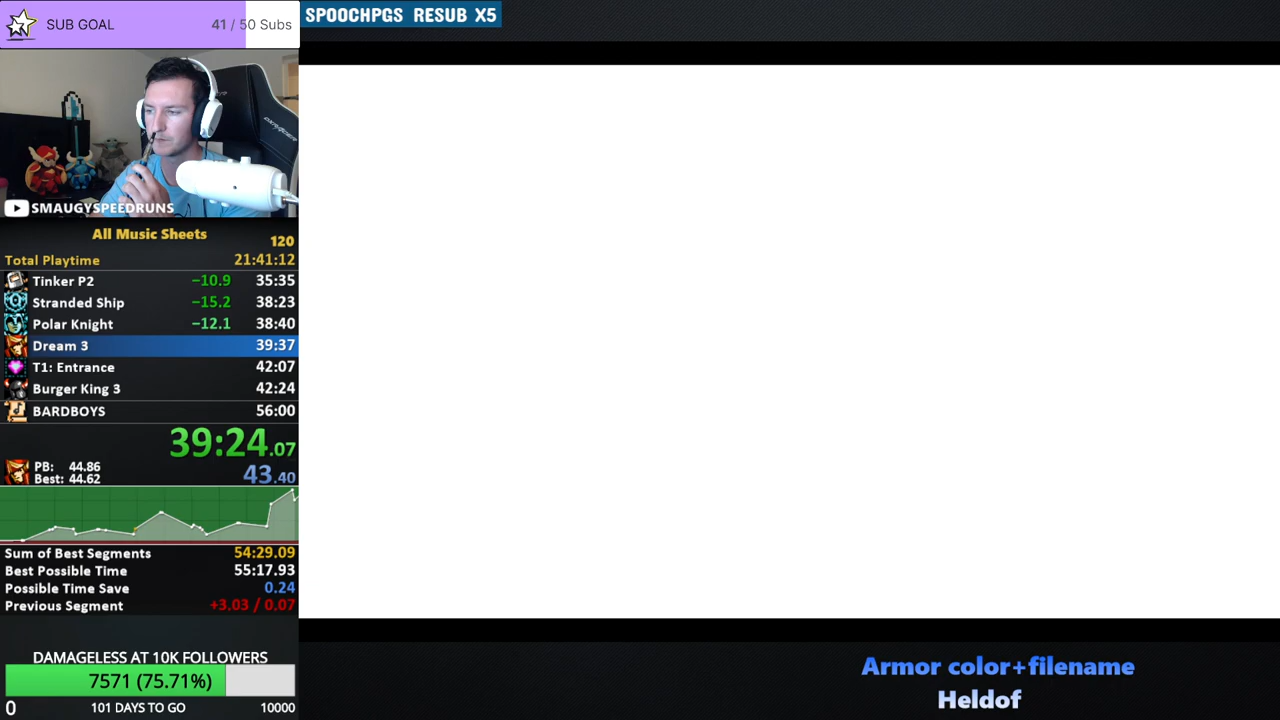 SUB GOAL 41 / 50 Subs
SPOOCHPGS RESUB X5
SMAUGYSPEEDRUNS
All Music Sheets 120
Total Playtime 21:41:12
Tinker P2 −10.9 35:35
Stranded Ship −15.2 38:23
Polar Knight −12.1 38:40
Dream 3 39:37
T1: Entrance 42:07
Burger King 3 42:24
BARDBOYS 56:00
39:24.07
PB: 44.86
Best: 44.62
43.40
Sum of Best Segments 54:29.09
Best Possible Time 55:17.93
Possible Time Save 0.24
Previous Segment +3.03 / 0.07
DAMAGELESS AT 10K FOLLOWERS
7571 (75.71%)
0 101 DAYS TO GO 10000
Armor color+filename
Heldof